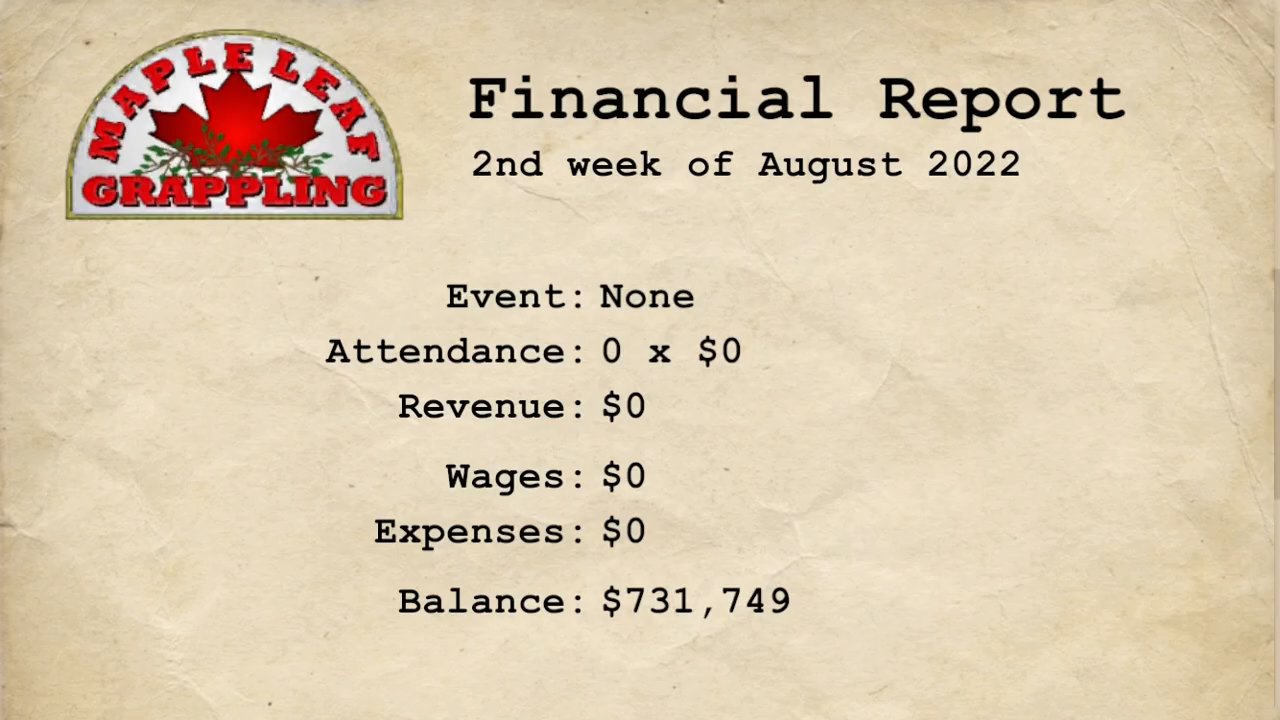 MAPLE LEAF
GRAPPLING
Financial Report
2nd week of August 2022
Event: None
Attendance: 0 x $0
Revenue: $0
Wages: $0
Expenses: $0
Balance: $731,749